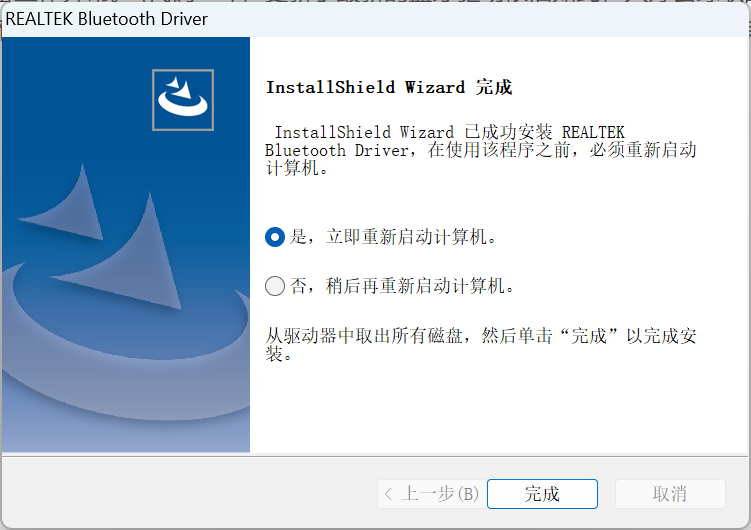 REALTEK Bluetooth Driver
InstallShield Wizard 完成
InstallShield Wizard 已成功安装 REALTEK
Bluetooth Driver，在使用该程序之前，必须重新启动
计算机。
是，立即重新启动计算机。
否，稍后再重新启动计算机。
从驱动器中取出所有磁盘，然后单击“完成”以完成安
装。
< 上一步(B)
完成
取消